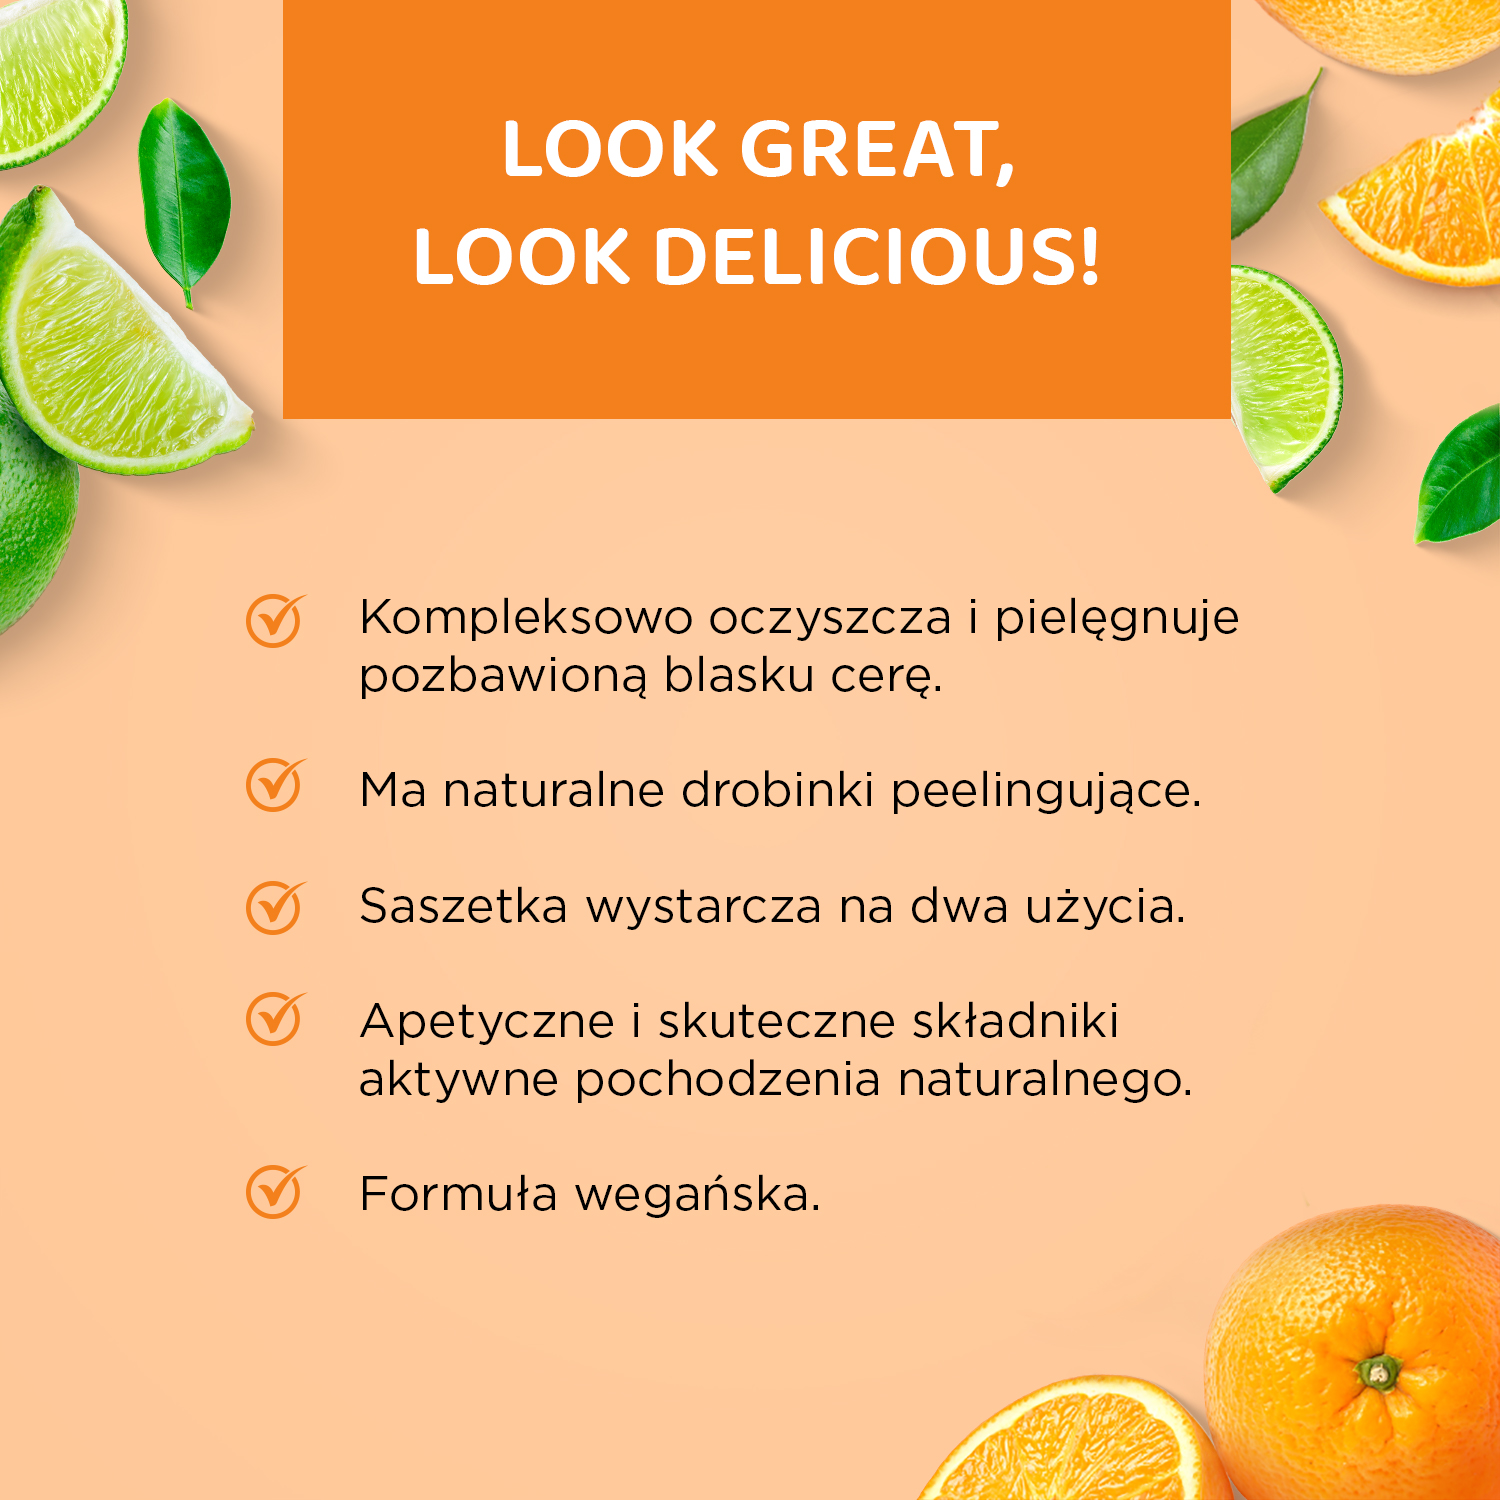 LOOK GREAT,
LOOK DELICIOUS!
Kompleksowo oczyszcza i pielęgnuje
pozbawioną blasku cerę.
Ma naturalne drobinki peelingujące.
Saszetka wystarcza na dwa użycia.
Apetyczne i skuteczne składniki
aktywne pochodzenia naturalnego.
Formuła wegańska.